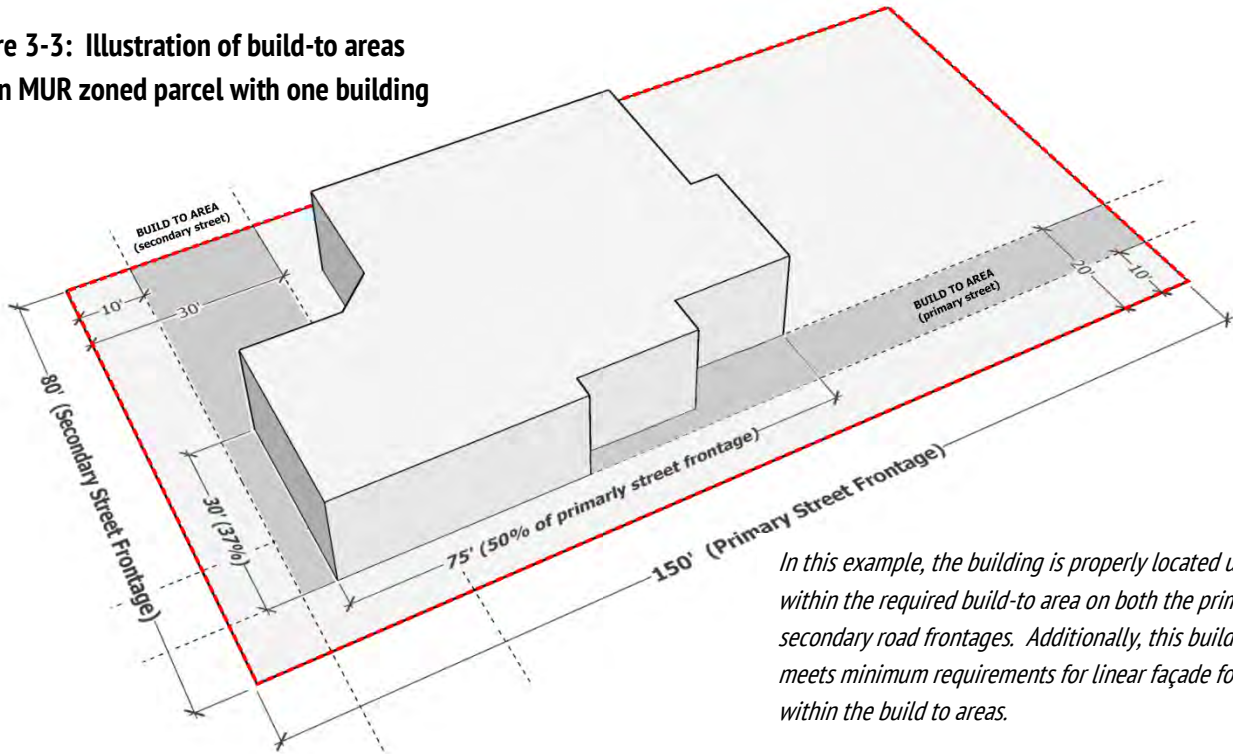 re 3-3: Illustration of build-to areas
n MUR zoned parcel with one building
BUILD TO AREA
(secondary street)
10'
30'
BUILD TO AREA
(primary street)
20'
10'
80' (Secondary Street Frontage)
30' (37%)
75' (50% of primarly street frontage)
150' (Primary Street Frontage)
In this example, the building is properly located u
within the required build-to area on both the prim
secondary road frontages. Additionally, this build
meets minimum requirements for linear façade fo
within the build to areas.